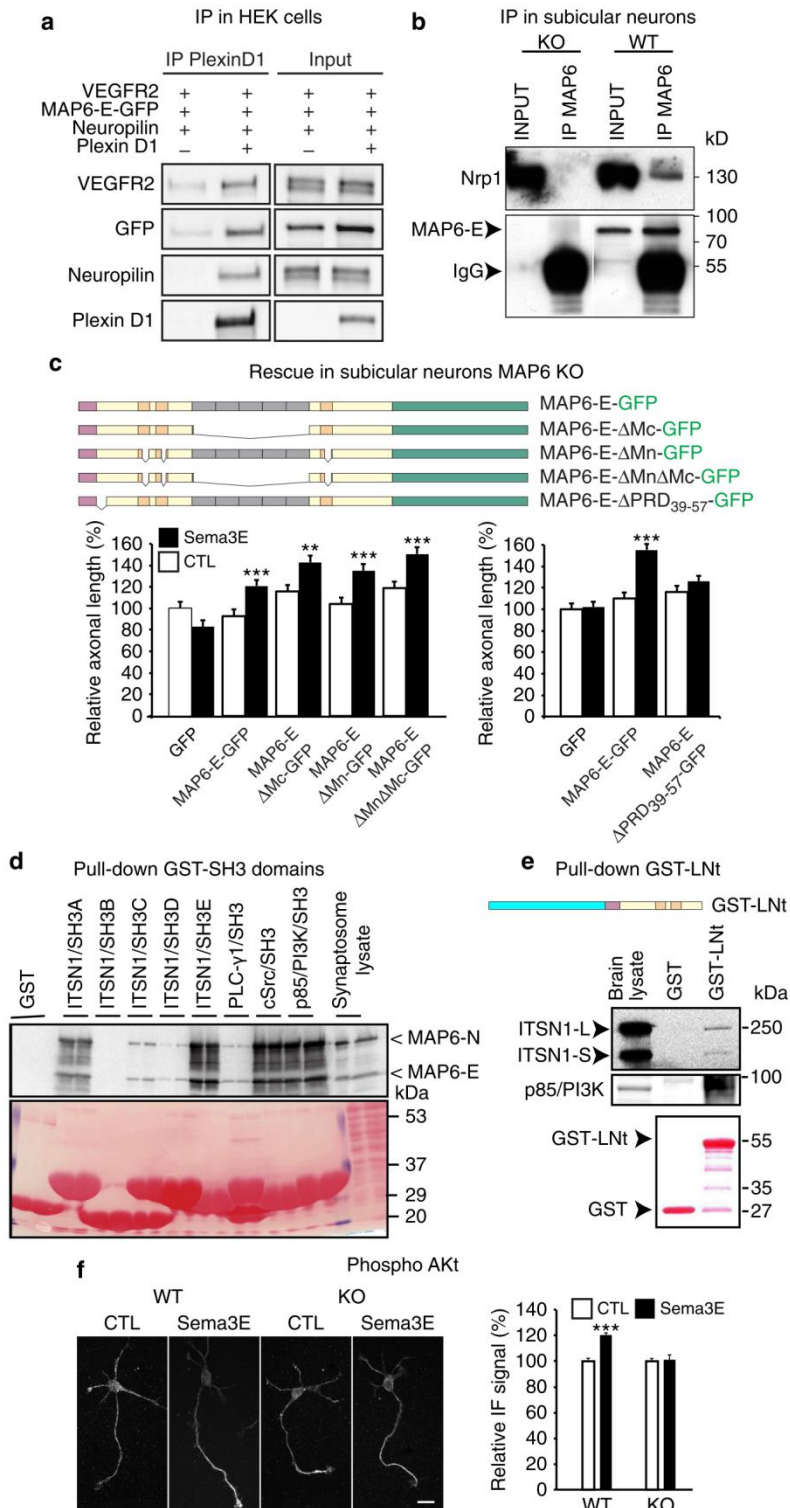 a
IP in HEK cells
IP PlexinD1 Input
VEGFR2 + + + +
MAP6-E-GFP + + + +
Neuropilin + + + +
Plexin D1 − + − +
VEGFR2
GFP
Neuropilin
Plexin D1
b
IP in subicular neurons
KO WT
INPUT IP MAP6 INPUT IP MAP6
kD
Nrp1
130
100
MAP6-E
70
IgG
55
c
Rescue in subicular neurons MAP6 KO
MAP6-E-GFP
MAP6-E-ΔMc-GFP
MAP6-E-ΔMn-GFP
MAP6-E-ΔMnΔMc-GFP
MAP6-E-ΔPRD39-57-GFP
Relative axonal length (%)
160
140
120
100
80
60
40
20
0
Sema3E
CTL
*** ** *** ***
GFP
MAP6-E-GFP
MAP6-E
ΔMc-GFP
MAP6-E
ΔMn-GFP
MAP6-E
ΔMnΔMc-GFP
Relative axonal length (%)
160
140
120
100
80
60
40
20
0
***
GFP
MAP6-E-GFP
MAP6-E
ΔPRD39-57-GFP
d
Pull-down GST-SH3 domains
GST
ITSN1/SH3A
ITSN1/SH3B
ITSN1/SH3C
ITSN1/SH3D
ITSN1/SH3E
PLC-γ1/SH3
cSrc/SH3
p85/PI3K/SH3
Synaptosome
lysate
< MAP6-N
< MAP6-E
kDa
53
37
29
20
e
Pull-down GST-LNt
GST-LNt
Brain
lysate
GST
GST-LNt
kDa
ITSN1-L
250
ITSN1-S
100
p85/PI3K
GST-LNt
55
35
GST
27
f
Phospho AKt
WT KO
CTL Sema3E CTL Sema3E
Relative IF signal (%)
140
120
100
80
60
40
20
0
CTL Sema3E
***
WT KO